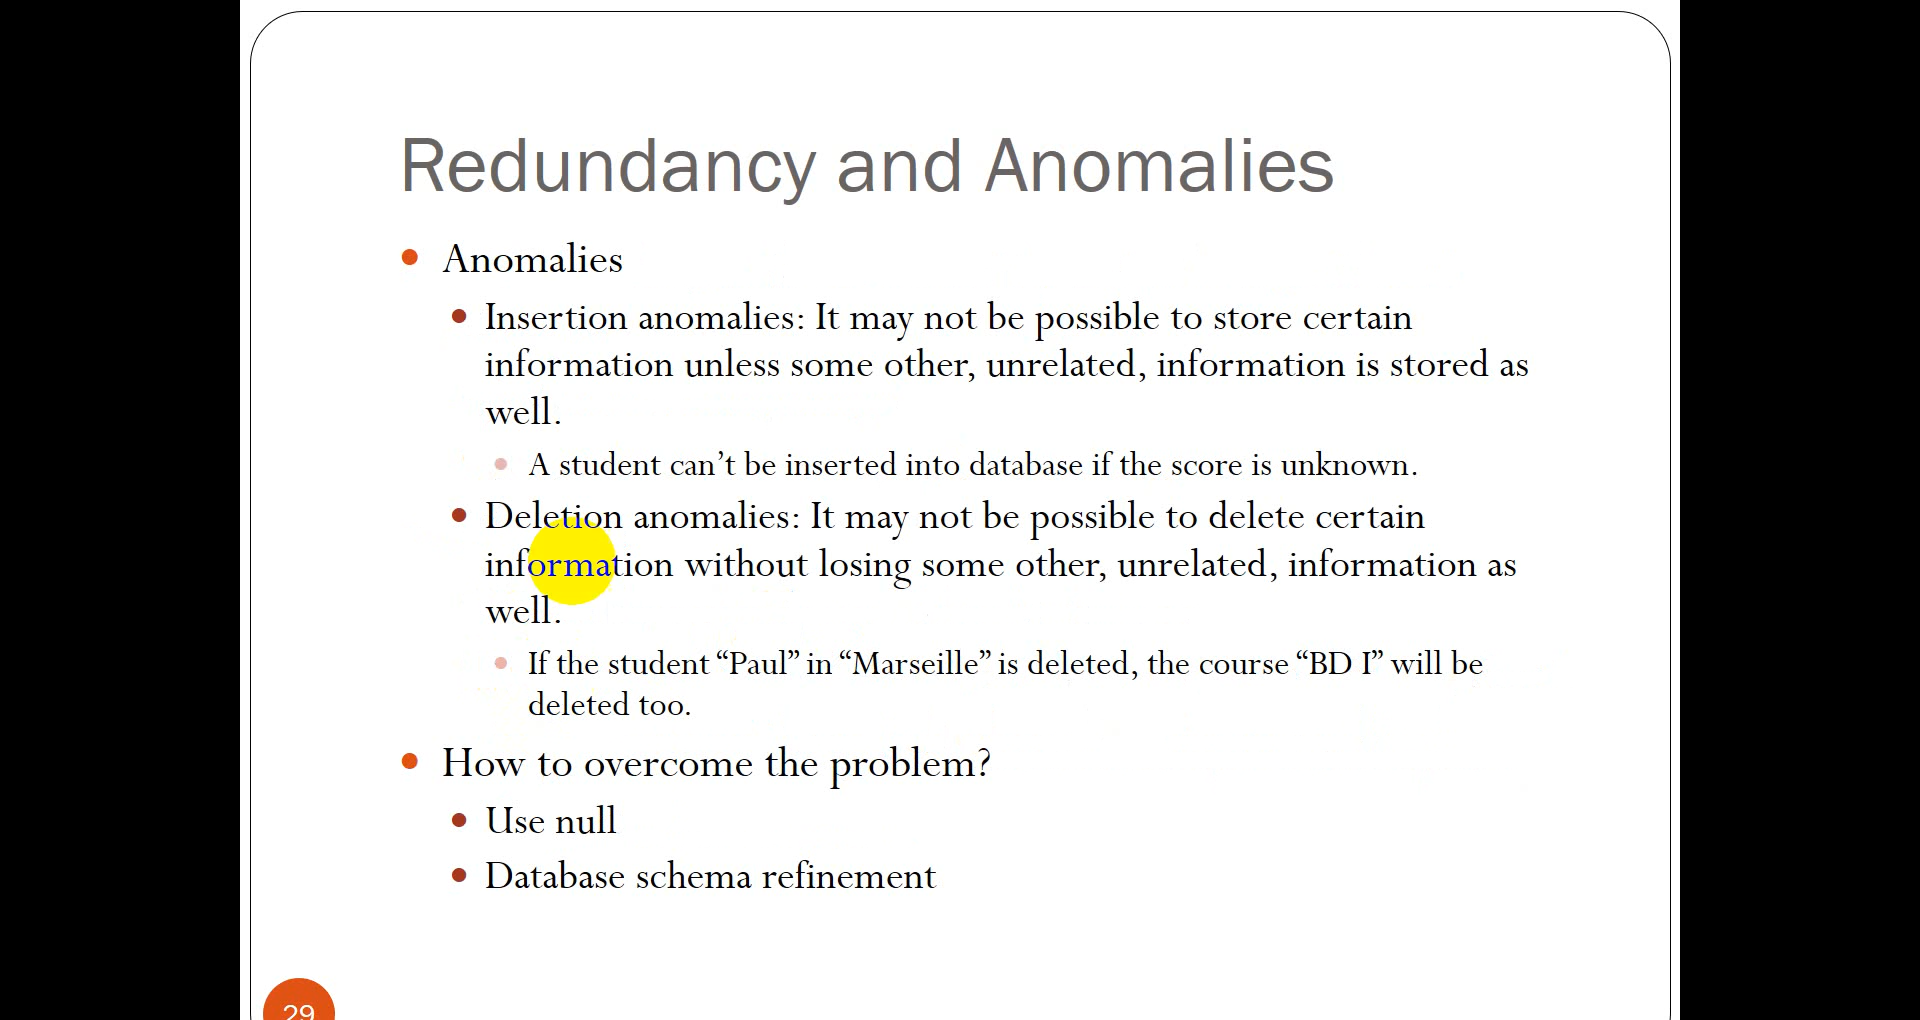 Redundancy and Anomalies
Anomalies
Insertion anomalies: It may not be possible to store certain
information unless some other, unrelated, information is stored as
well.
A student can’t be inserted into database if the score is unknown.
Deletion anomalies: It may not be possible to delete certain
information without losing some other, unrelated, information as
well.
If the student “Paul” in “Marseille” is deleted, the course “BD I” will be
deleted too.
How to overcome the problem?
Use null
Database schema refinement
29